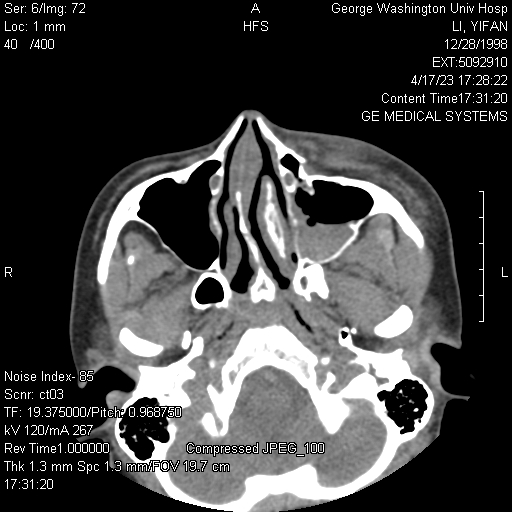 Ser: 6/Img: 72
Loc: 1 mm
40 /400
A
HFS
George Washington Univ Hosp
LI, YIFAN
12/28/1998
EXT:5092910
4/17/23 17:28:22
Content Time17:31:20
GE MEDICAL SYSTEMS
R
L
Noise Index- 85
Scnr: ct03
TF: 19.375000/Pitch: 0.968750
kV 120/mA 267
Rev Time1.000000
Compressed JPEG_100
Thk 1.3 mm Spc 1.3 mm/FOV 19.7 cm
17:31:20